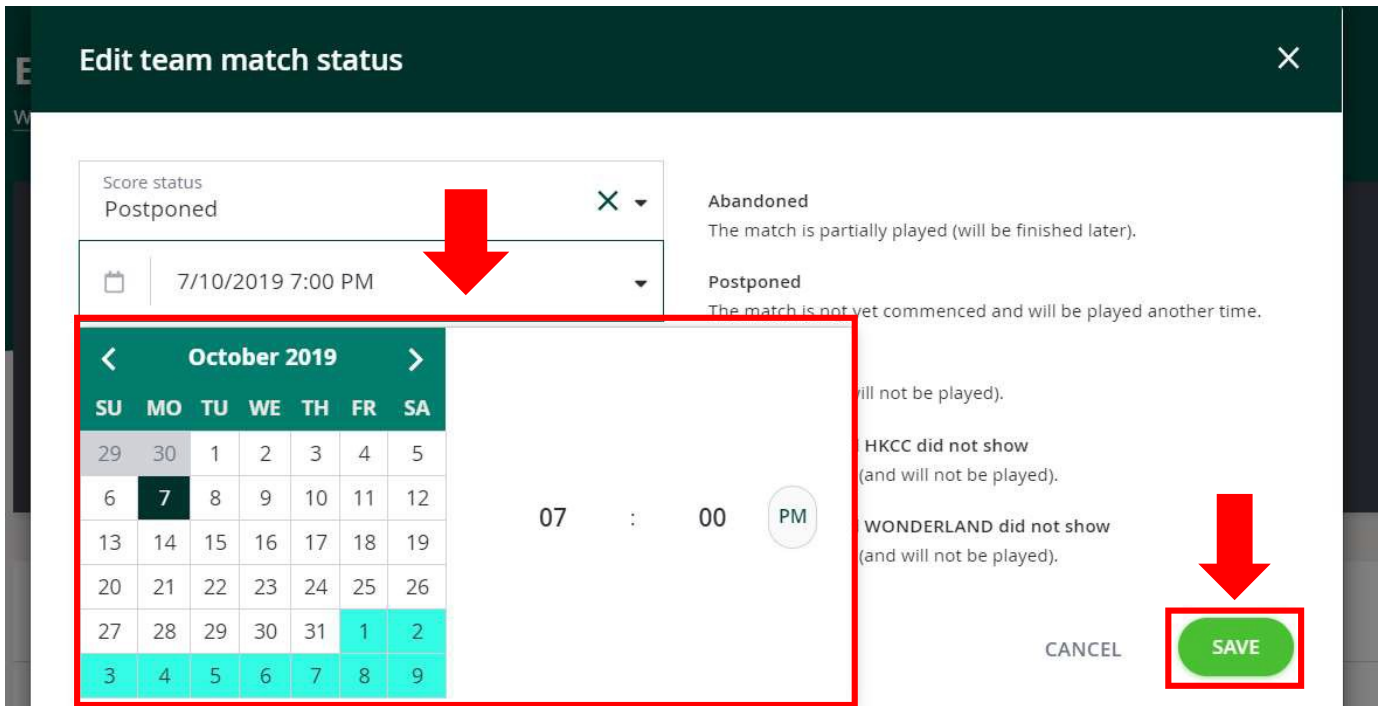 Edit team match status
E
W
Score status
Postponed
7/10/2019 7:00 PM
October 2019
SU MO TU WE TH FR SA
29 30 1 2 3 4 5
6 7 8 9 10 11 12
13 14 15 16 17 18 19
20 21 22 23 24 25 26
27 28 29 30 31 1 2
3 4 5 6 7 8 9
07 : 00 PM
Abandoned
The match is partially played (will be finished later).
Postponed
The match is not yet commenced and will be played another time.
will not be played).
HKCC did not show
(and will not be played).
WONDERLAND did not show
(and will not be played).
CANCEL SAVE